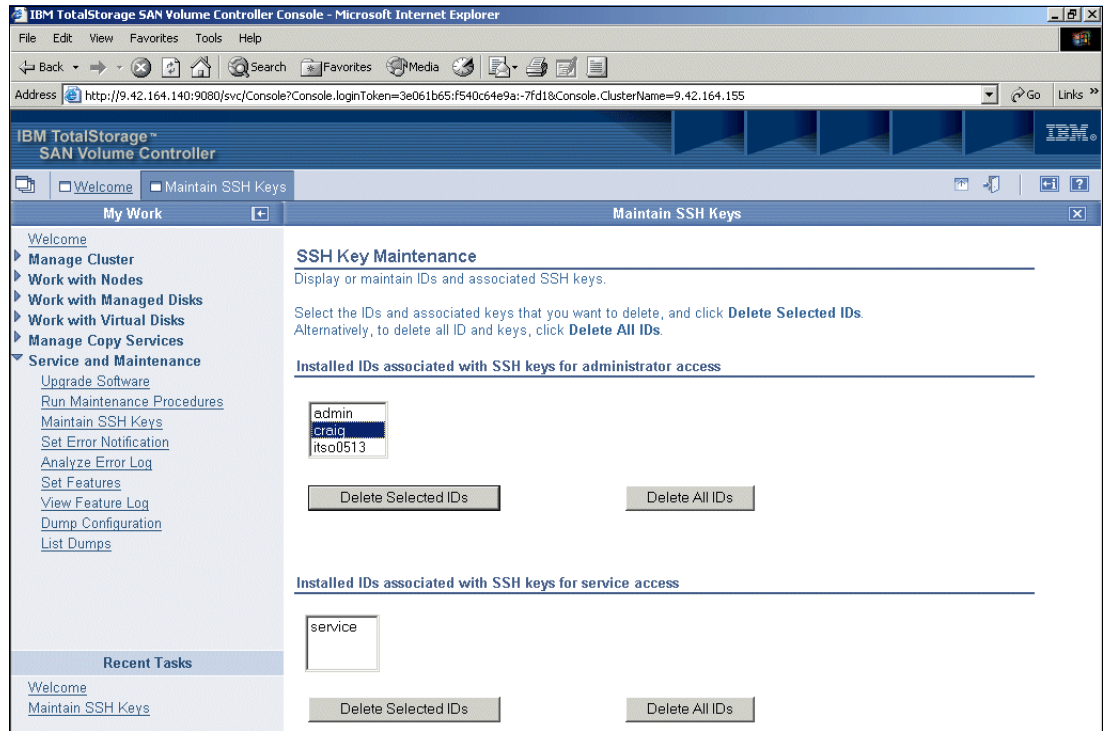 IBM TotalStorage SAN Volume Controller Console - Microsoft Internet Explorer
File Edit View Favorites Tools Help
Back Search Favorites Media
Address http://9.42.164.140:9080/svc/Console?Console.loginToken=3e061b65:f540c64e9a:-7fd1&Console.ClusterName=9.42.164.155 Go Links »
IBM TotalStorage™
SAN Volume Controller
IBM®
Welcome Maintain SSH Keys
My Work
Maintain SSH Keys
Welcome
Manage Cluster
Work with Nodes
Work with Managed Disks
Work with Virtual Disks
Manage Copy Services
Service and Maintenance
Upgrade Software
Run Maintenance Procedures
Maintain SSH Keys
Set Error Notification
Analyze Error Log
Set Features
View Feature Log
Dump Configuration
List Dumps
Recent Tasks
Welcome
Maintain SSH Keys
SSH Key Maintenance
Display or maintain IDs and associated SSH keys.
Select the IDs and associated keys that you want to delete, and click Delete Selected IDs.
Alternatively, to delete all ID and keys, click Delete All IDs.
Installed IDs associated with SSH keys for administrator access
admin
craig
itso0513
Delete Selected IDs Delete All IDs
Installed IDs associated with SSH keys for service access
service
Delete Selected IDs Delete All IDs